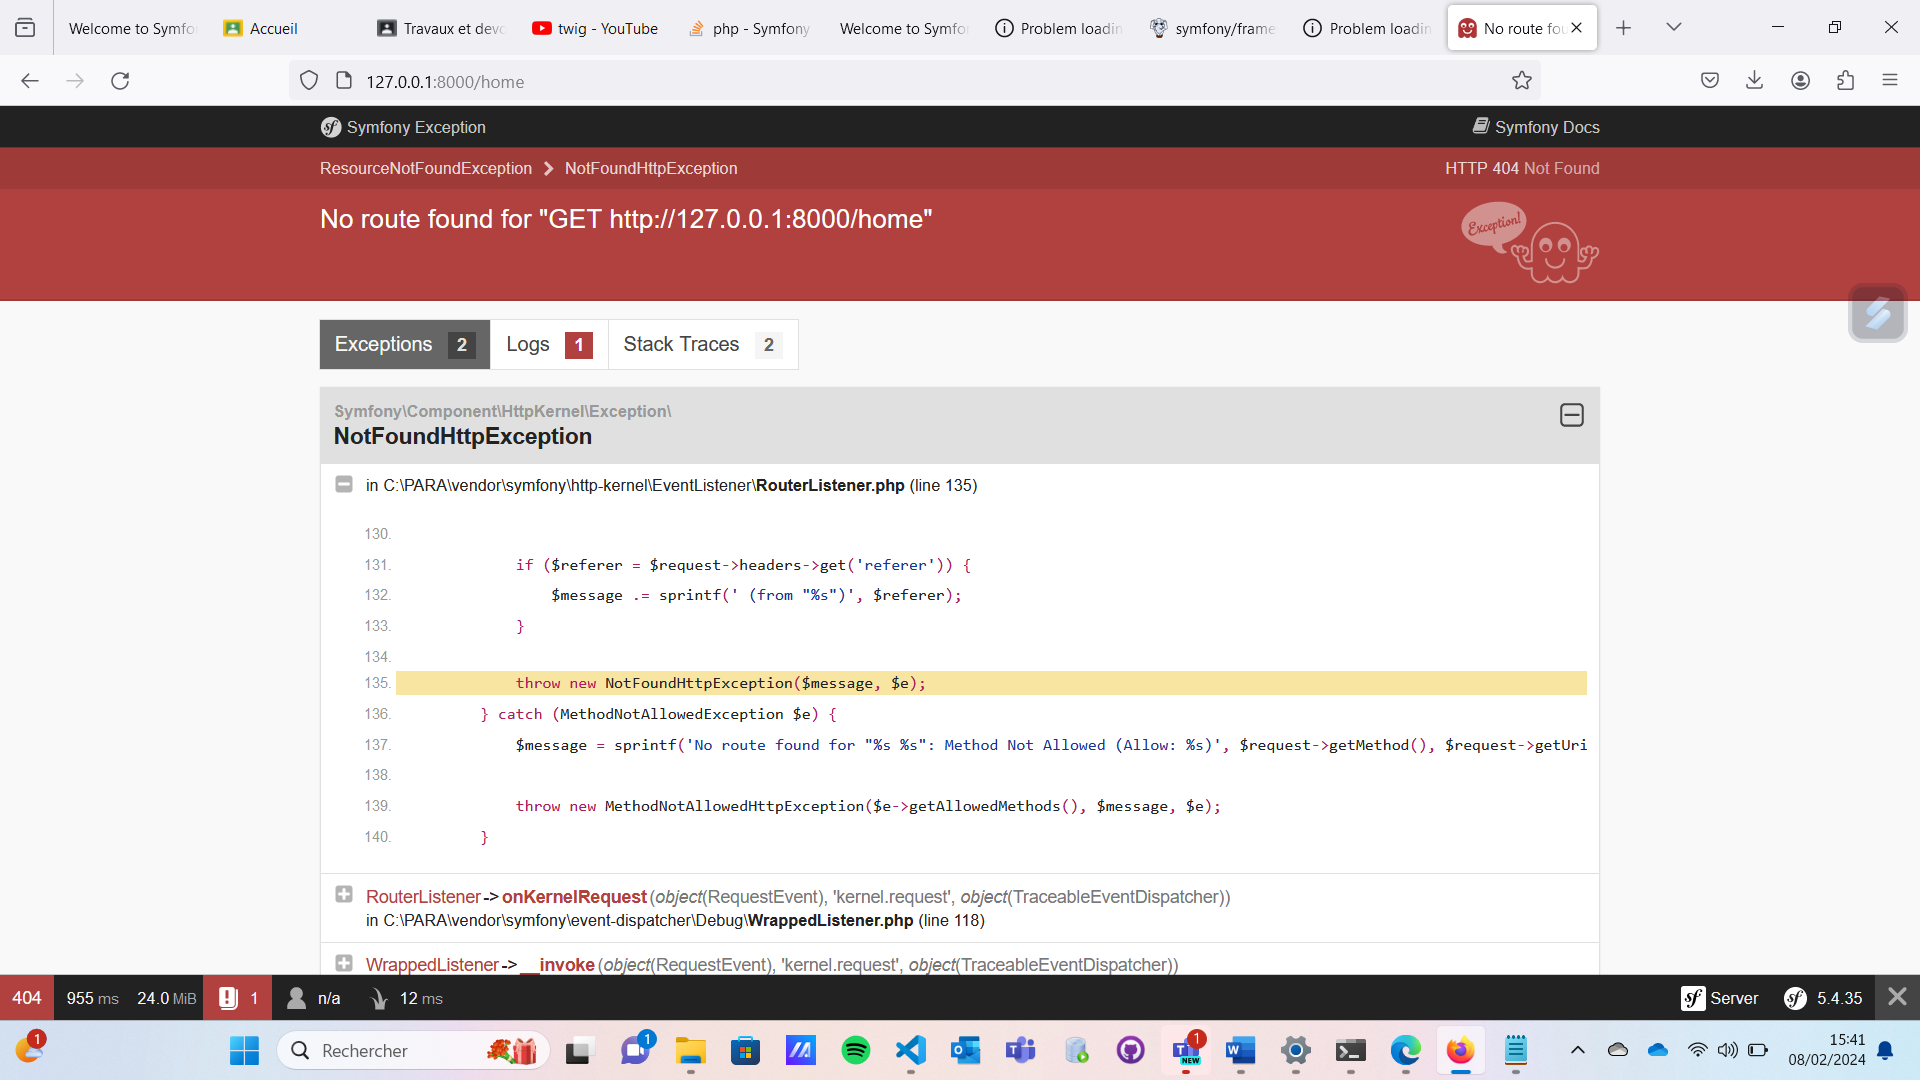 Welcome to Symfo
Accueil
Travaux et devo
twig - YouTube
php - Symfony
Welcome to Symfo
Problem loadin
symfony/frame
Problem loadin
No route fou
127.0.0.1:8000/home
Symfony Exception
Symfony Docs
ResourceNotFoundException
NotFoundHttpException
HTTP 404 Not Found
No route found for "GET http://127.0.0.1:8000/home"
Exception!
Exceptions 2
Logs 1
Stack Traces 2
Symfony\Component\HttpKernel\Exception\
NotFoundHttpException
in C:\PARA\vendor\symfony\http-kernel\EventListener\RouterListener.php (line 135)
130.
131. if ($referer = $request->headers->get('referer')) {
132. $message .= sprintf(' (from "%s")', $referer);
133. }
134.
135. throw new NotFoundHttpException($message, $e);
136. } catch (MethodNotAllowedException $e) {
137. $message = sprintf('No route found for "%s %s": Method Not Allowed (Allow: %s)', $request->getMethod(), $request->getUri
138.
139. throw new MethodNotAllowedHttpException($e->getAllowedMethods(), $message, $e);
140. }
RouterListener->onKernelRequest(object(RequestEvent), 'kernel.request', object(TraceableEventDispatcher))
in C:\PARA\vendor\symfony\event-dispatcher\Debug\WrappedListener.php (line 118)
WrappedListener->__invoke(object(RequestEvent), 'kernel.request', object(TraceableEventDispatcher))
404
955 ms
24.0 MiB
1
n/a
12 ms
Server
5.4.35
1
Rechercher
1
1
NEW
15:41
08/02/2024